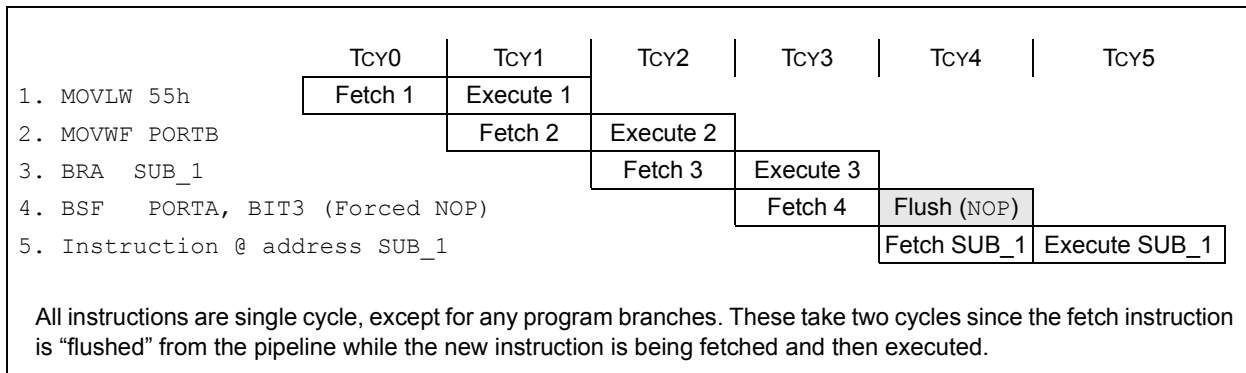 TCY0 TCY1 TCY2 TCY3 TCY4 TCY5
1. MOVLW 55h Fetch 1 Execute 1
2. MOVWF PORTB Fetch 2 Execute 2
3. BRA SUB_1 Fetch 3 Execute 3
4. BSF PORTA, BIT3 (Forced NOP) Fetch 4 Flush (NOP)
5. Instruction @ address SUB_1 Fetch SUB_1 Execute SUB_1
All instructions are single cycle, except for any program branches. These take two cycles since the fetch instruction
is “flushed” from the pipeline while the new instruction is being fetched and then executed.